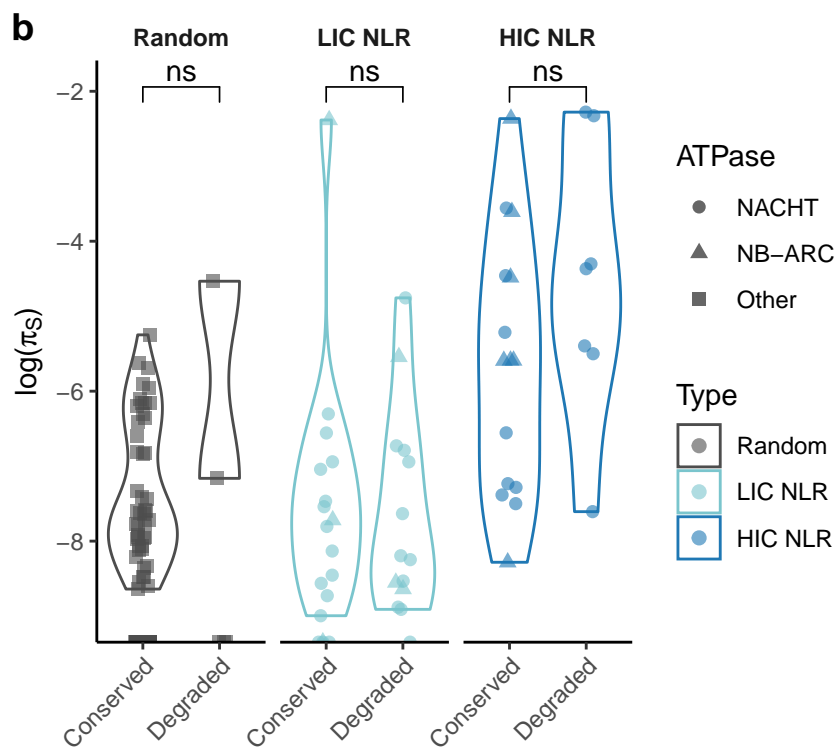 b
Random LIC NLR HIC NLR
ns ns ns
−2
−4
−6
−8
log(πS)
Conserved Degraded Conserved Degraded Conserved Degraded
ATPase
NACHT
NB−ARC
Other
Type
Random
LIC NLR
HIC NLR